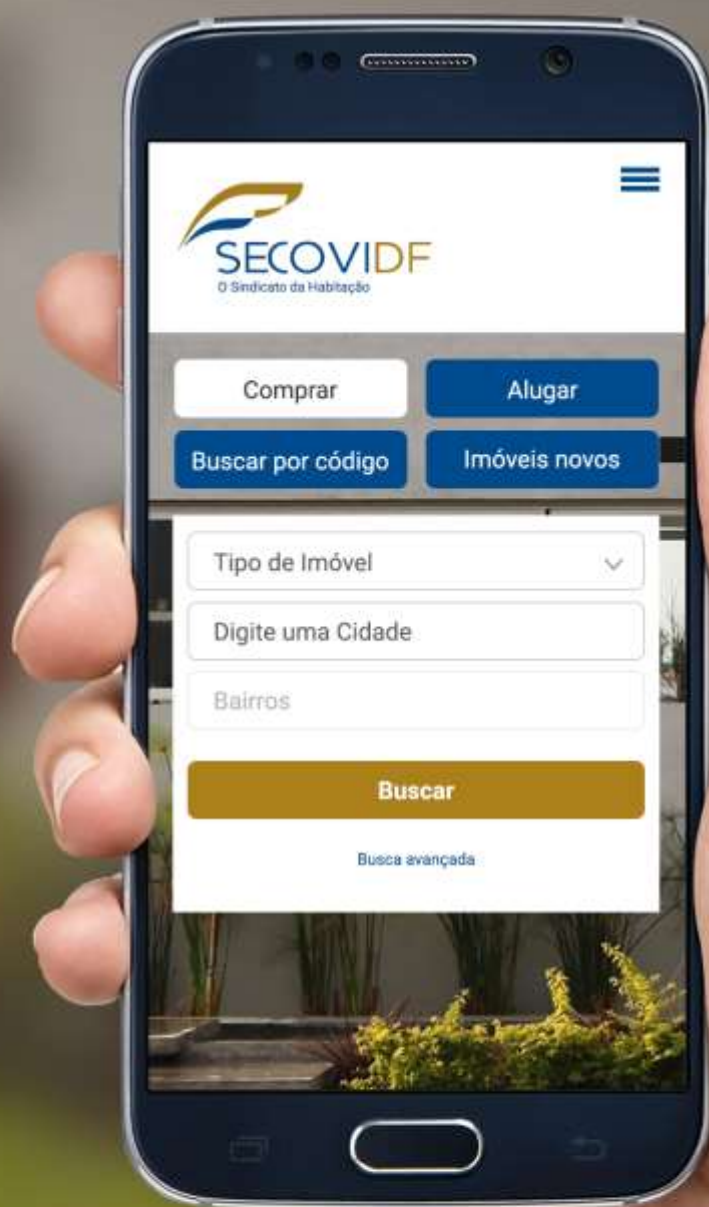 SECOVIDF
O Sindicato da Habitação
Comprar
Alugar
Buscar por código
Imóveis novos
Tipo de Imóvel
Digite uma Cidade
Bairros
Buscar
Busca avançada